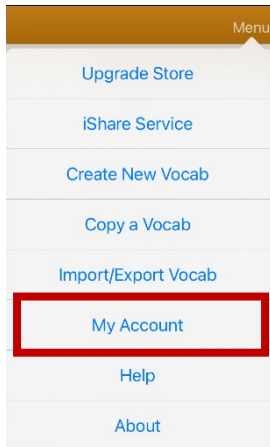 Menu
Upgrade Store
iShare Service
Create New Vocab
Copy a Vocab
Import/Export Vocab
My Account
Help
About